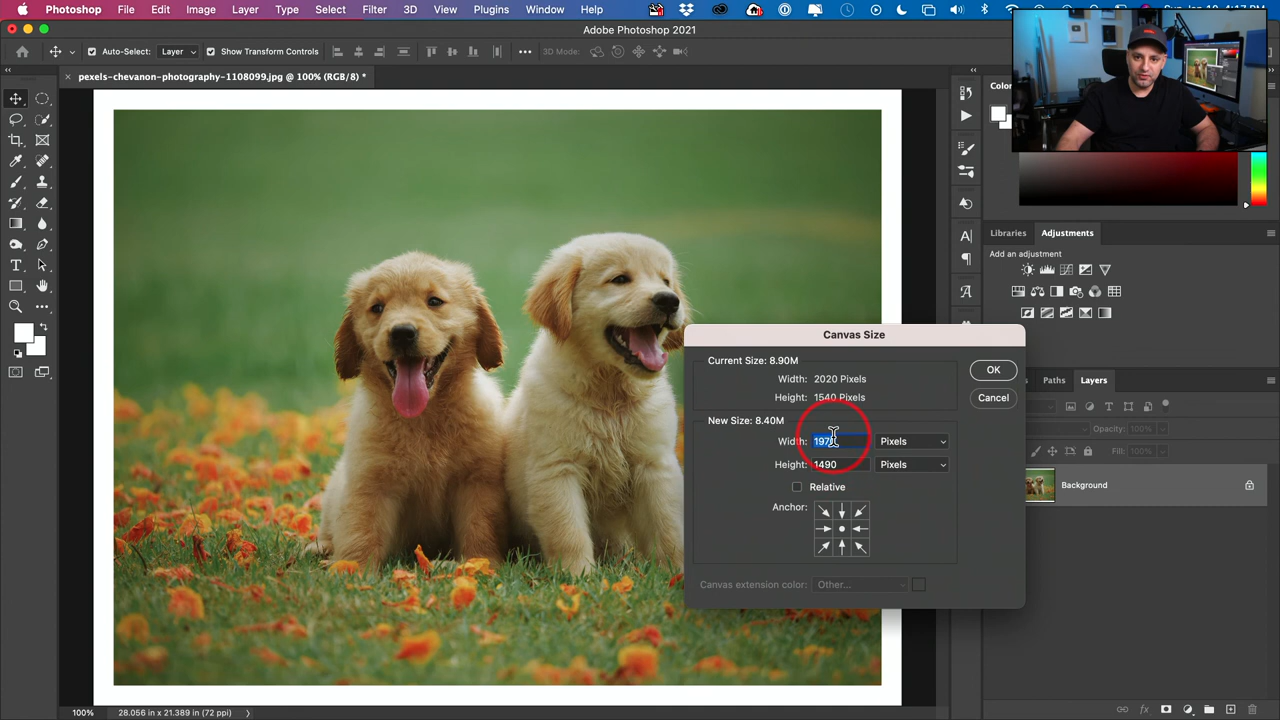 Photoshop File Edit Image Layer Type Select Filter 3D View Plugins Window Help
Adobe Photoshop 2021
Auto-Select: Layer Show Transform Controls 3D Mode:
pexels-chevanon-photography-1108099.jpg @ 100% (RGB/8) *
Libraries Adjustments
Add an adjustment
Canvas Size
Current Size: 8.90M
OK
Width: 2020 Pixels
Height: 1540 Pixels
Cancel
Paths Layers
New Size: 8.40M
Opacity: 100%
Width: Pixels
Fill: 100%
Height: 1490 Pixels
Relative
Background
Anchor:
Canvas extension color: Other...
100% 28.056 in x 21.389 in (72 ppi)